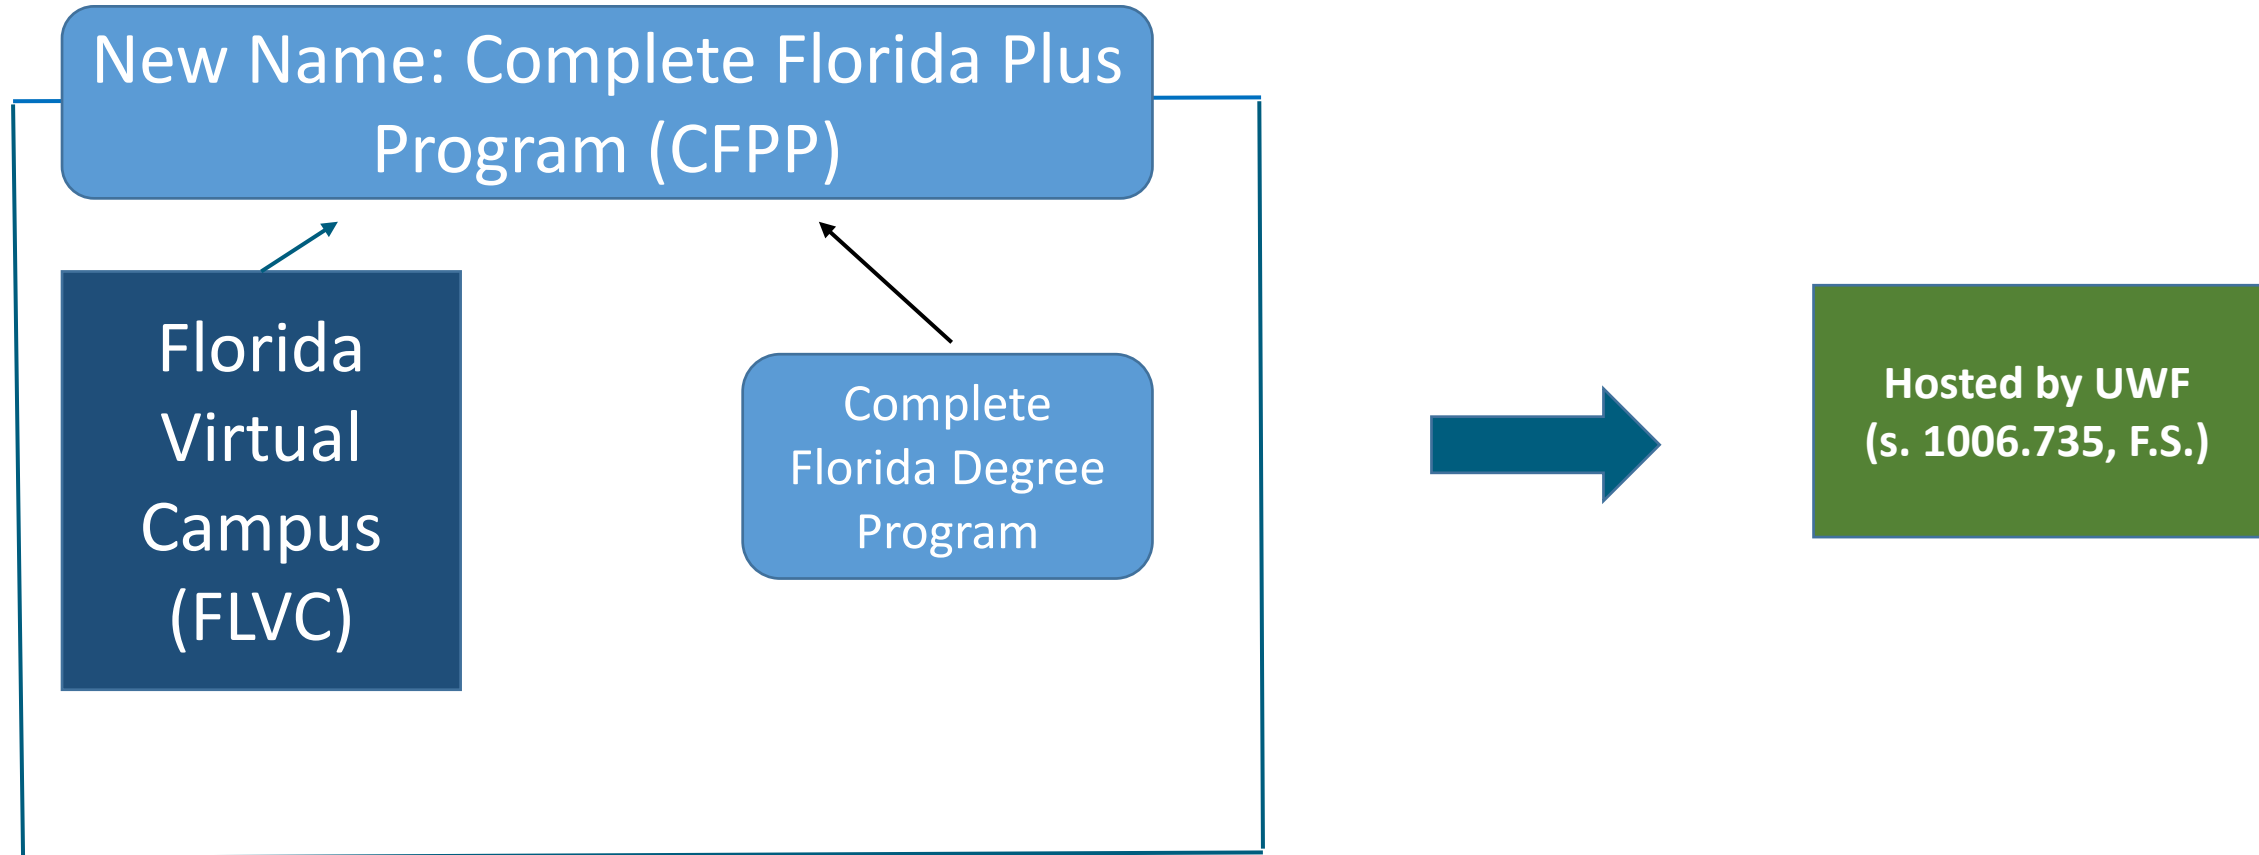 New Name: Complete Florida Plus
Program (CFPP)
Florida
Virtual
Campus
(FLVC)
Complete
Florida Degree
Program
Hosted by UWF
(s. 1006.735, F.S.)